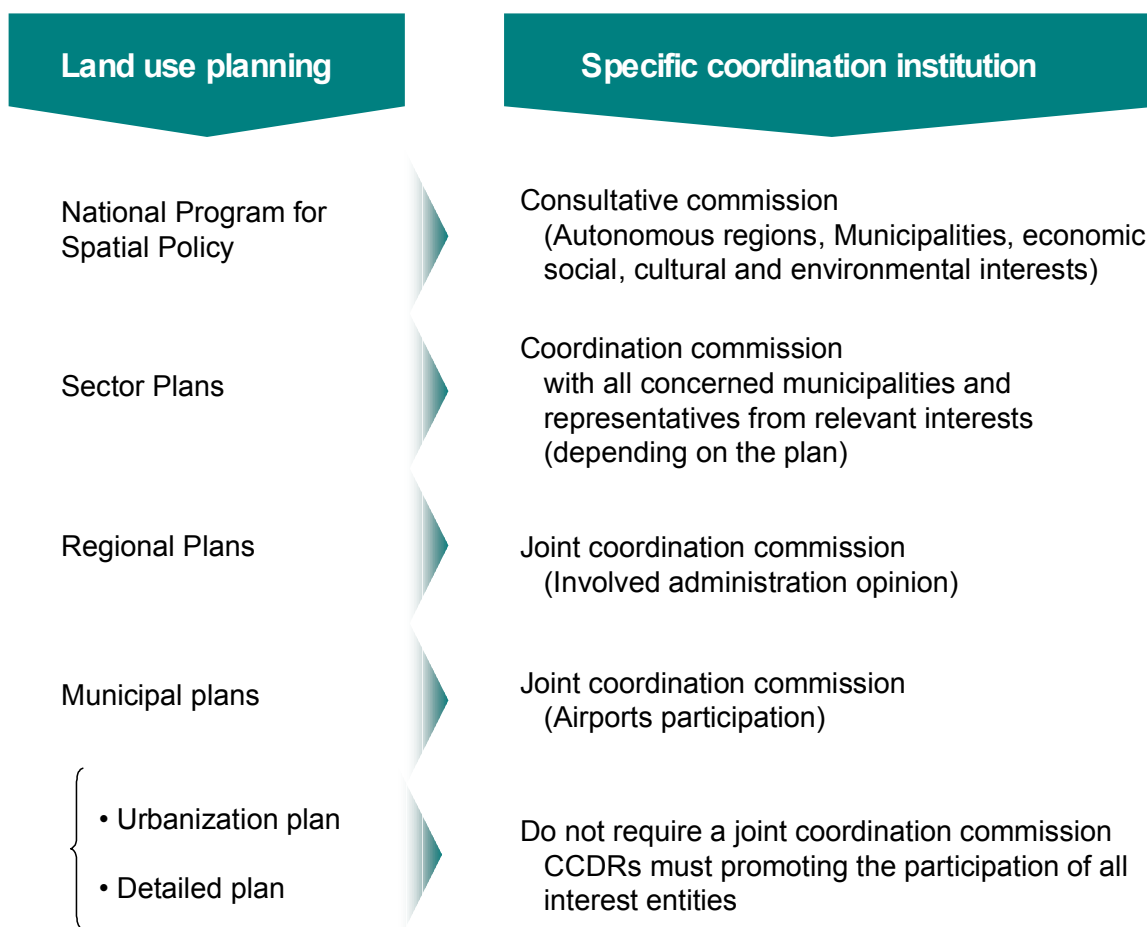 Land use planning
Specific coordination institution
National Program for
Spatial Policy
Consultative commission
(Autonomous regions, Municipalities, economic
social, cultural and environmental interests)
Sector Plans
Coordination commission
with all concerned municipalities and
representatives from relevant interests
(depending on the plan)
Regional Plans
Joint coordination commission
(Involved administration opinion)
Municipal plans
Joint coordination commission
(Airports participation)
• Urbanization plan
• Detailed plan
Do not require a joint coordination commission
CCDRs must promoting the participation of all
interest entities